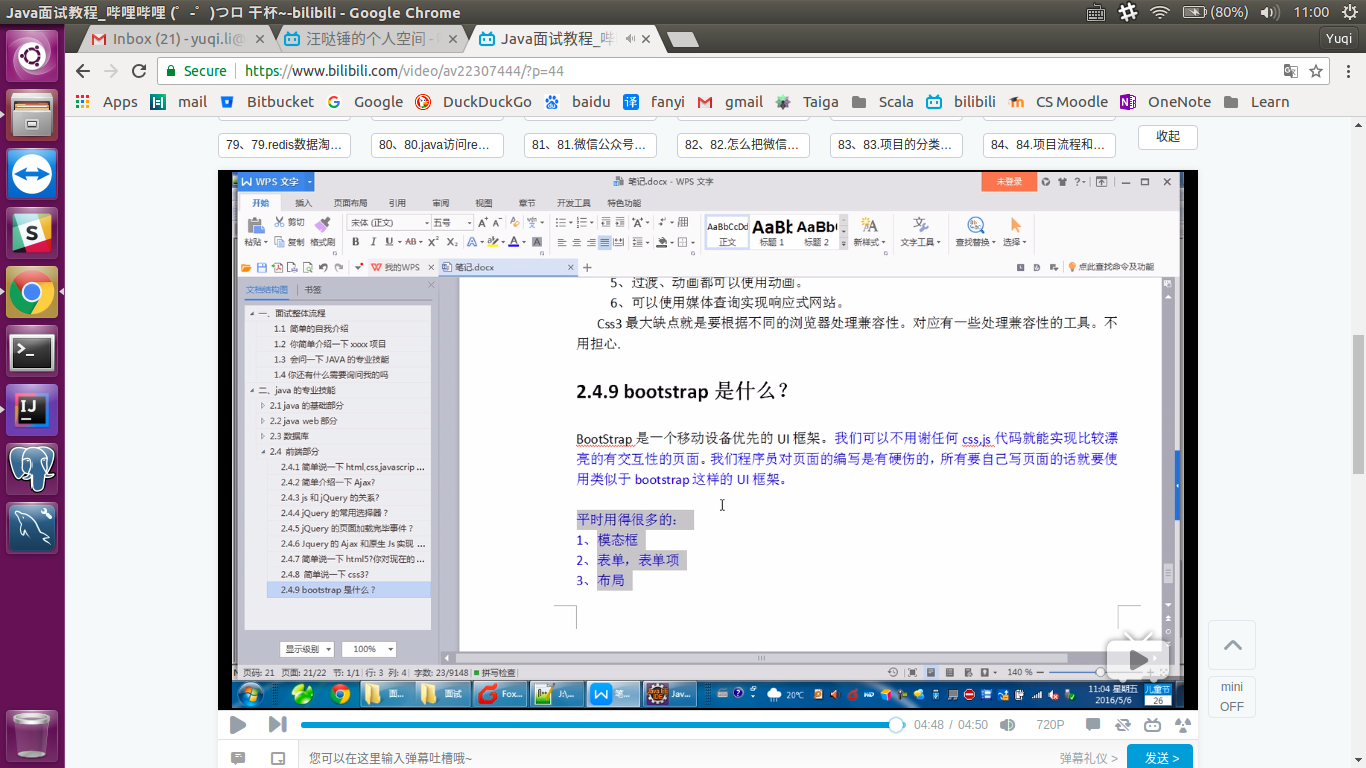 Java面试教程_哔哩哔哩 (゜-゜)つロ 干杯~-bilibili - Google Chrome
(80%) 11:00
Inbox (21) - yuqi.li@
汪哒锤的个人空间 -
Java面试教程_哔
Yuqi
Secure https://www.bilibili.com/video/av22307444/?p=44
Apps mail Bitbucket Google DuckDuckGo baidu fanyi gmail Taiga Scala bilibili CS Moodle OneNote Learn
79、79.redis数据淘... 80、80.java访问re... 81、81.微信公众号... 82、82.怎么把微信... 83、83.项目的分类... 84、84.项目流程和... 收起
WPS 文字 笔记.docx - WPS 文字 未登录
开始 插入 页面布局 引用 审阅 视图 章节 开发工具 特色功能
粘贴 剪切 复制 格式刷 宋体 (正文) 五号 AaBbCcDd 正文 AaBb 标题 1 AaBb 标题 2 新样式 文字工具 查找替换 选择
我的WPS 笔记.docx 点此查找命令及功能
文档结构图 书签
一、面试整体流程
1.1 简单的自我介绍
1.2 你简单介绍一下 xxxx 项目
1.3 会问一下 JAVA 的专业技能
1.4 你还有什么需要询问我的吗
二、java 的专业技能
2.1 java 的基础部分
2.2 java web 部分
2.3 数据库
2.4 前端部分
2.4.1 简单说一下 html,css,javascrip ...
2.4.2 简单介绍一下 Ajax?
2.4.3 js 和 jQuery 的关系?
2.4.4 jQuery 的常用选择器？
2.4.5 jQuery 的页面加载完毕事件？
2.4.6 Jquery 的 Ajax 和原生 Js 实现 ...
2.4.7 简单说一下 html5?你对现在的 ...
2.4.8 简单说一下 css3?
2.4.9 bootstrap 是什么？
显示级别 100%
5、过渡、动画都可以使用动画。
6、可以使用媒体查询实现响应式网站。
Css3 最大缺点就是要根据不同的浏览器处理兼容性。对应有一些处理兼容性的工具。不
用担心.
2.4.9 bootstrap 是什么？
BootStrap 是一个移动设备优先的 UI 框架。我们可以不用谢任何 css,js 代码就能实现比较漂
亮的有交互性的页面。我们程序员对页面的编写是有硬伤的，所有要自己写页面的话就要使
用类似于 bootstrap 这样的 UI 框架。
平时用得很多的：
1、模态框
2、表单，表单项
3、布局
页码: 21 页面: 21/22 节: 1/1 行: 3 列: 4 字数: 23/9148 拼写检查 140 %
面试 Fox... J:\... 笔... Jav... 20℃ 11:04 星期五 2016/5/6 儿童节 26
04:48 / 04:50 720P
您可以在这里输入弹幕吐槽哦~ 弹幕礼仪 > 发送 >
mini
OFF